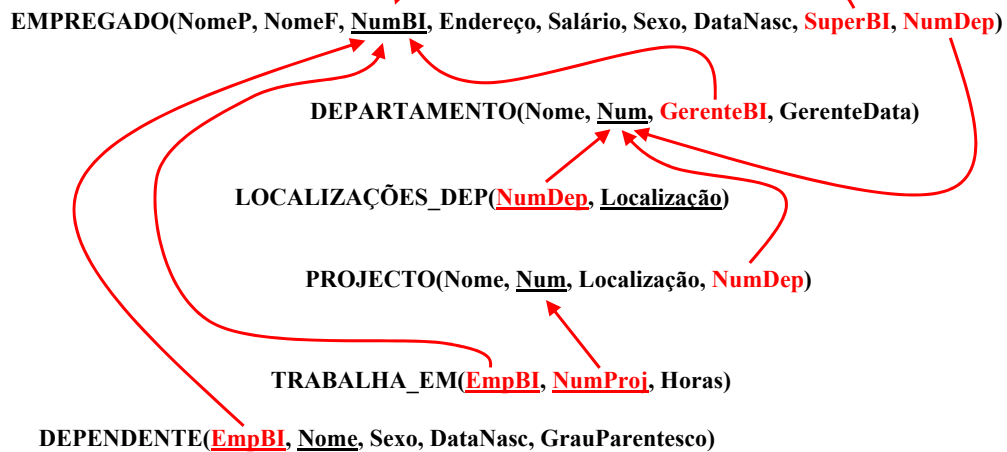 EMPREGADO(NomeP, NomeF, NumBI, Endereço, Salário, Sexo, DataNasc, SuperBI, NumDep)
DEPARTAMENTO(Nome, Num, GerenteBI, GerenteData)
LOCALIZAÇÕES_DEP(NumDep, Localização)
PROJECTO(Nome, Num, Localização, NumDep)
TRABALHA_EM(EmpBI, NumProj, Horas)
DEPENDENTE(EmpBI, Nome, Sexo, DataNasc, GrauParentesco)